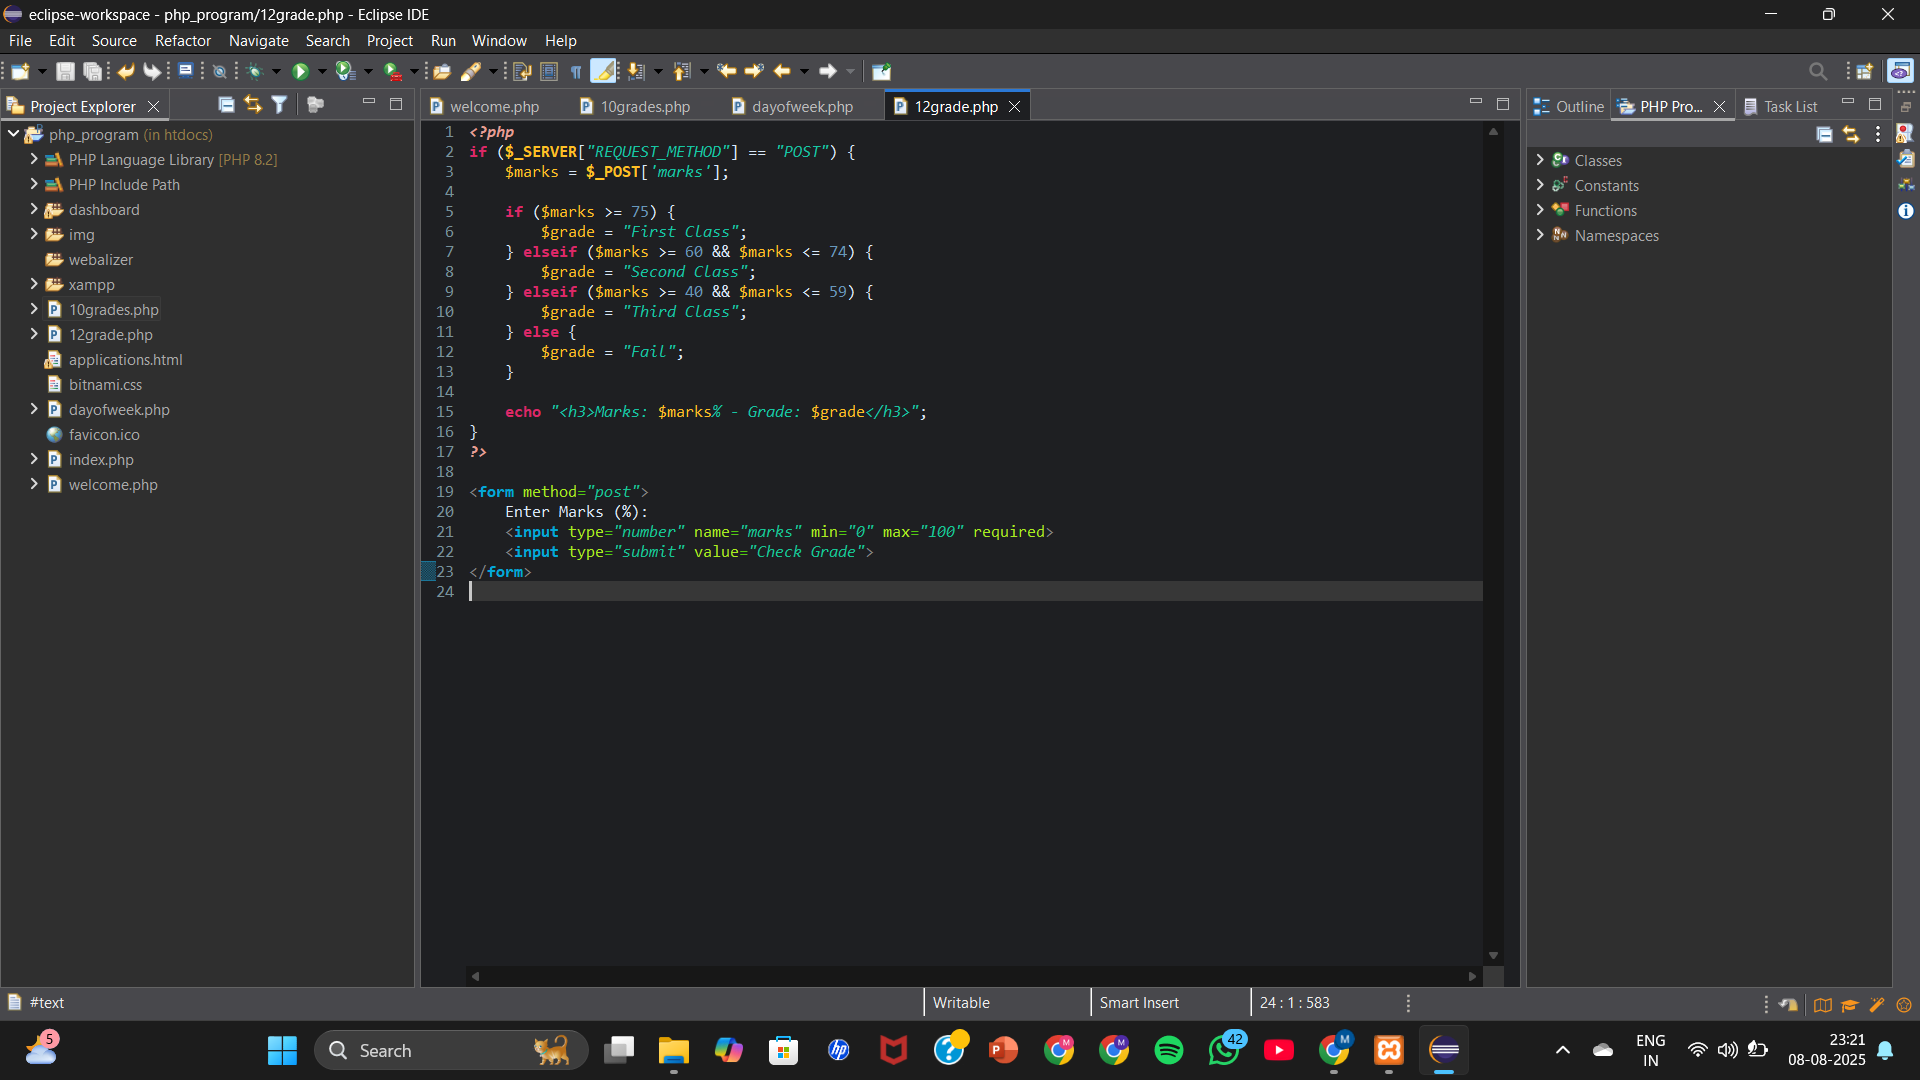 eclipse-workspace - php_program/12grade.php - Eclipse IDE
File Edit Source Refactor Navigate Search Project Run Window Help
Project Explorer
php_program (in htdocs)
PHP Language Library [PHP 8.2]
PHP Include Path
dashboard
img
webalizer
xampp
10grades.php
12grade.php
applications.html
bitnami.css
dayofweek.php
favicon.ico
index.php
welcome.php
welcome.php 10grades.php dayofweek.php 12grade.php
1 <?php
2 if ($_SERVER["REQUEST_METHOD"] == "POST") {
3     $marks = $_POST['marks'];
4
5     if ($marks >= 75) {
6         $grade = "First Class";
7     } elseif ($marks >= 60 && $marks <= 74) {
8         $grade = "Second Class";
9     } elseif ($marks >= 40 && $marks <= 59) {
10         $grade = "Third Class";
11     } else {
12         $grade = "Fail";
13     }
14
15     echo "<h3>Marks: $marks% - Grade: $grade</h3>";
16 }
17 ?>
18
19 <form method="post">
20     Enter Marks (%):
21     <input type="number" name="marks" min="0" max="100" required>
22     <input type="submit" value="Check Grade">
23 </form>
24
Outline PHP Pro... Task List
Classes
Constants
Functions
Namespaces
#text Writable Smart Insert 24 : 1 : 583
5 Search hp P M M 42 M ENG IN 23:21 08-08-2025